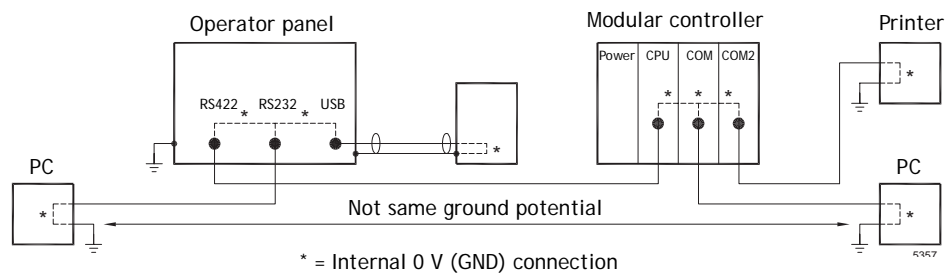 Operator panel
Modular controller
Printer
Power CPU COM COM2
RS422 RS232 USB
* *
* * *
*
*
PC
PC
*
*
Not same ground potential
* = Internal 0 V (GND) connection
5357